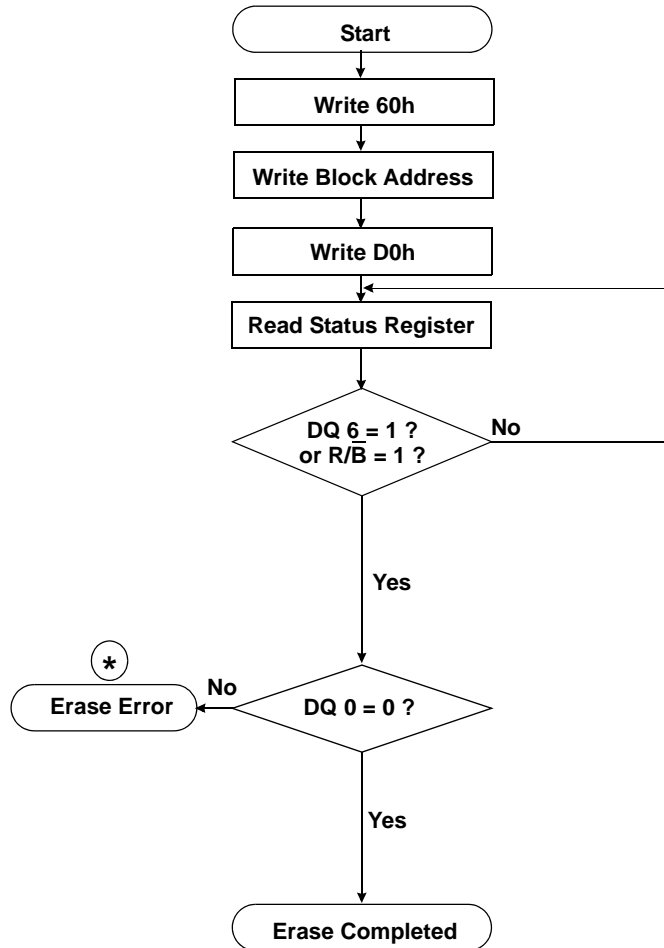 Start
Write 60h
Write Block Address
Write D0h
Read Status Register
DQ 6 = 1 ?
or R/B̅ = 1 ?
No
Yes
*
No
Erase Error
DQ 0 = 0 ?
Yes
Erase Completed